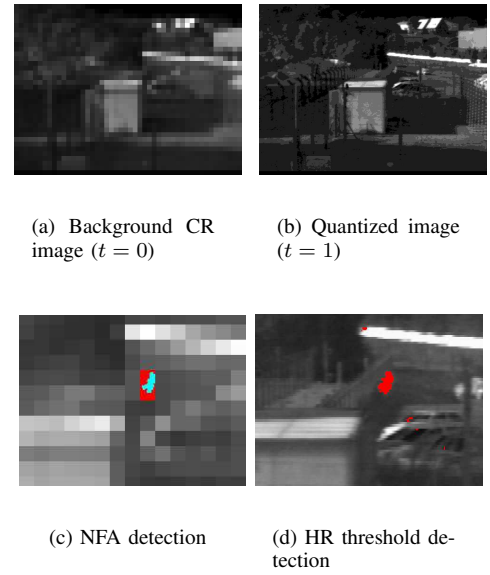 (a) Background CR
image (t = 0)
(b) Quantized image
(t = 1)
(c) NFA detection
(d) HR threshold de-
tection